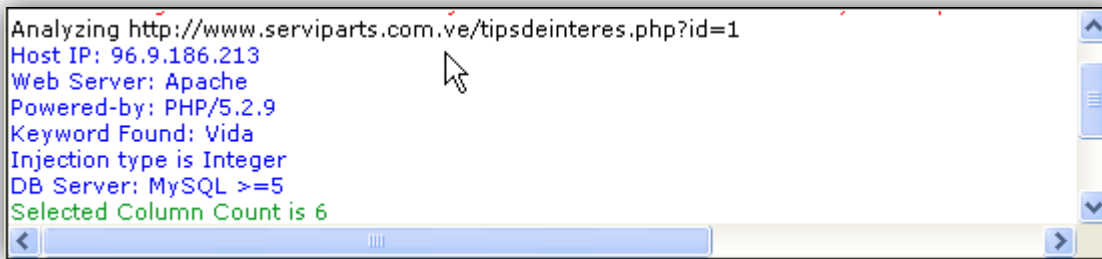 Analyzing http://www.serviparts.com.ve/tipsdeinteres.php?id=1
Host IP: 96.9.186.213
Web Server: Apache
Powered-by: PHP/5.2.9
Keyword Found: Vida
Injection type is Integer
DB Server: MySQL >=5
Selected Column Count is 6